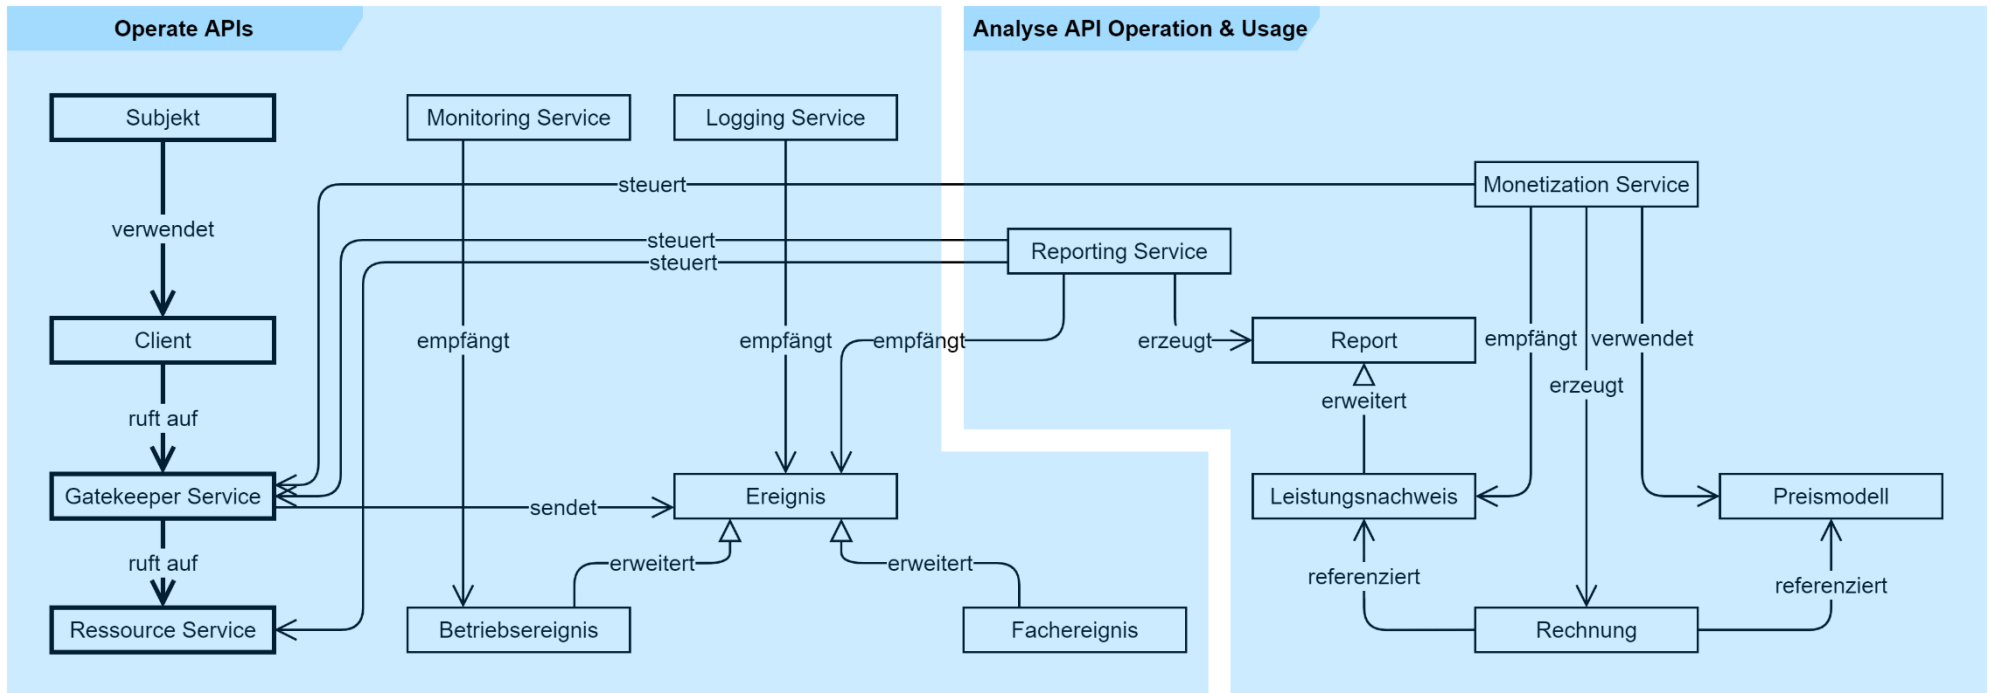 Operate APIs
Analyse API Operation & Usage
Subjekt
Monitoring Service
Logging Service
steuert
Monetization Service
verwendet
steuert
Reporting Service
steuert
Client
empfängt
empfängt
empfängt
erzeugt
Report
empfängt
verwendet
erzeugt
erweitert
ruft auf
Gatekeeper Service
sendet
Ereignis
Leistungsnachweis
Preismodell
ruft auf
erweitert
erweitert
referenziert
referenziert
Ressource Service
Betriebsereignis
Fachereignis
Rechnung